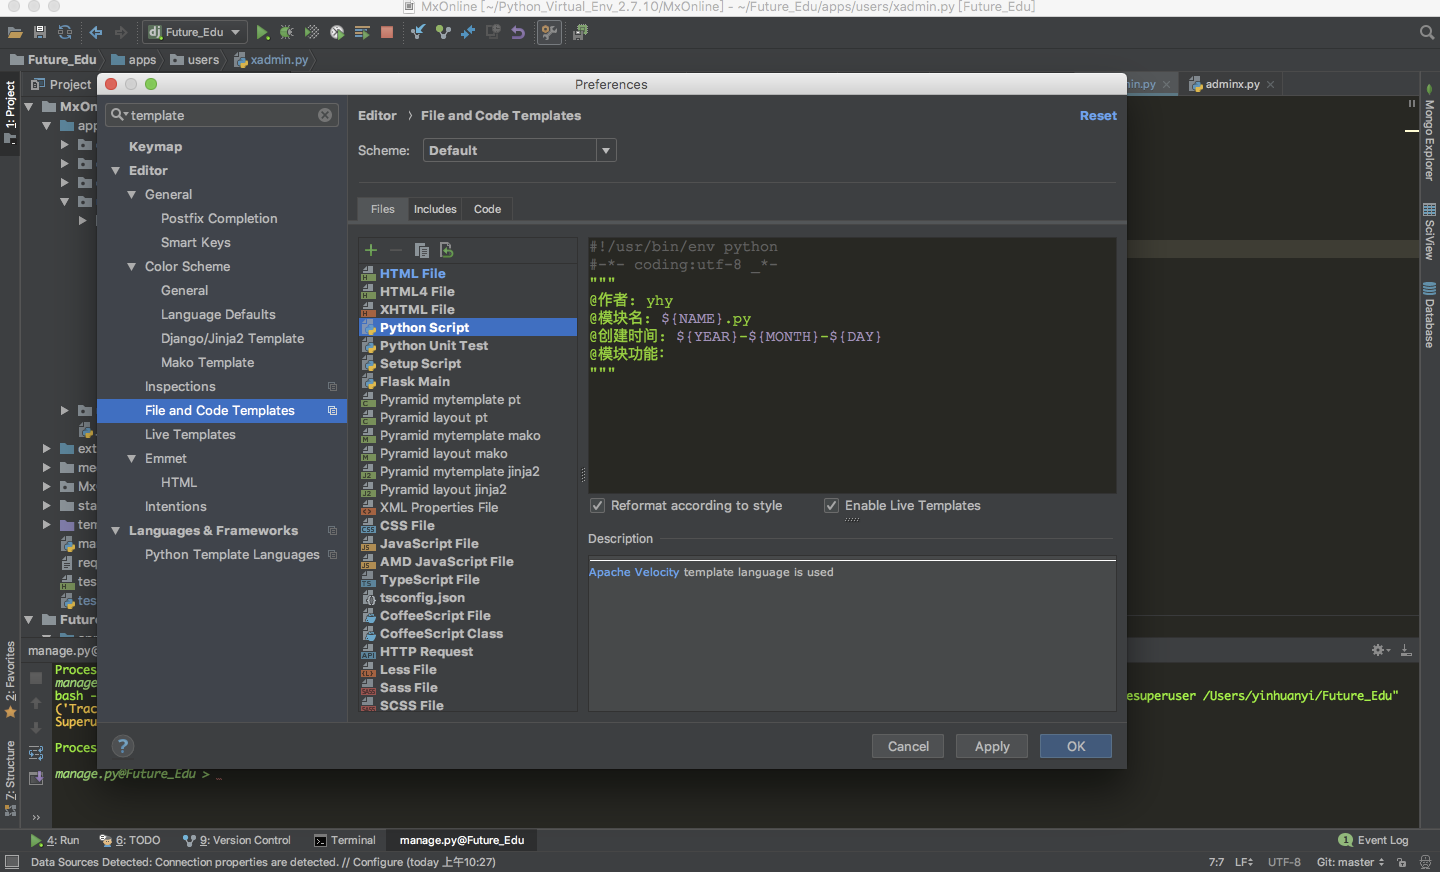 MxOnline [~/Python_Virtual_Env_2.7.10/MxOnline] - ~/Future_Edu/apps/users/xadmin.py [Future_Edu]
Future_Edu
Future_Edu
apps
users
xadmin.py
1: Project
Project
in.py
adminx.py
MxOn
app
ext
me
Mx
sta
tem
ma
req
tes
tes
Futur
Preferences
template
Keymap
Editor
General
Postfix Completion
Smart Keys
Color Scheme
General
Language Defaults
Django/Jinja2 Template
Mako Template
Inspections
File and Code Templates
Live Templates
Emmet
HTML
Intentions
Languages & Frameworks
Python Template Languages
Editor › File and Code Templates
Reset
Scheme: Default
Files
Includes
Code
HTML File
HTML4 File
XHTML File
Python Script
Python Unit Test
Setup Script
Flask Main
Pyramid mytemplate pt
Pyramid layout pt
Pyramid mytemplate mako
Pyramid layout mako
Pyramid mytemplate jinja2
Pyramid layout jinja2
XML Properties File
CSS File
JavaScript File
AMD JavaScript File
TypeScript File
tsconfig.json
CoffeeScript File
CoffeeScript Class
HTTP Request
Less File
Sass File
SCSS File
#!/usr/bin/env python
#-*- coding:utf-8 _*-
"""
@作者: yhy
@模块名: ${NAME}.py
@创建时间: ${YEAR}-${MONTH}-${DAY}
@模块功能:
"""
Reformat according to style
Enable Live Templates
Description
Apache Velocity template language is used
?
Cancel
Apply
OK
Mongo Explorer
SciView
Database
2: Favorites
7: Structure
manage.py@
Proces
manage
bash -
esuperuser /Users/yinhuanyi/Future_Edu"
('Trac
Superu
Proces
manage.py@Future_Edu >
4: Run
6: TODO
9: Version Control
Terminal
manage.py@Future_Edu
1 Event Log
Data Sources Detected: Connection properties are detected. // Configure (today 上午10:27)
7:7
LF
UTF-8
Git: master